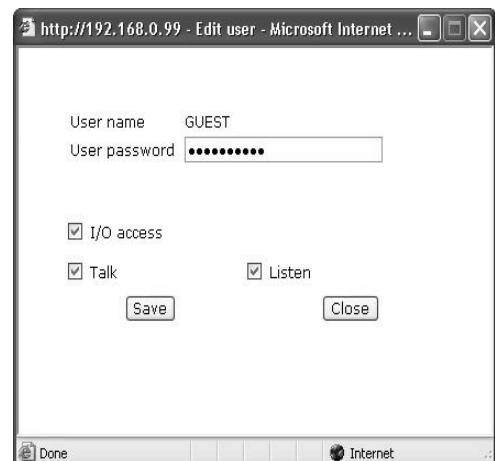 http://192.168.0.99 - Edit user - Microsoft Internet ...
User name GUEST
User password ••••••••••
I/O access
Talk Listen
Save Close
Done Internet